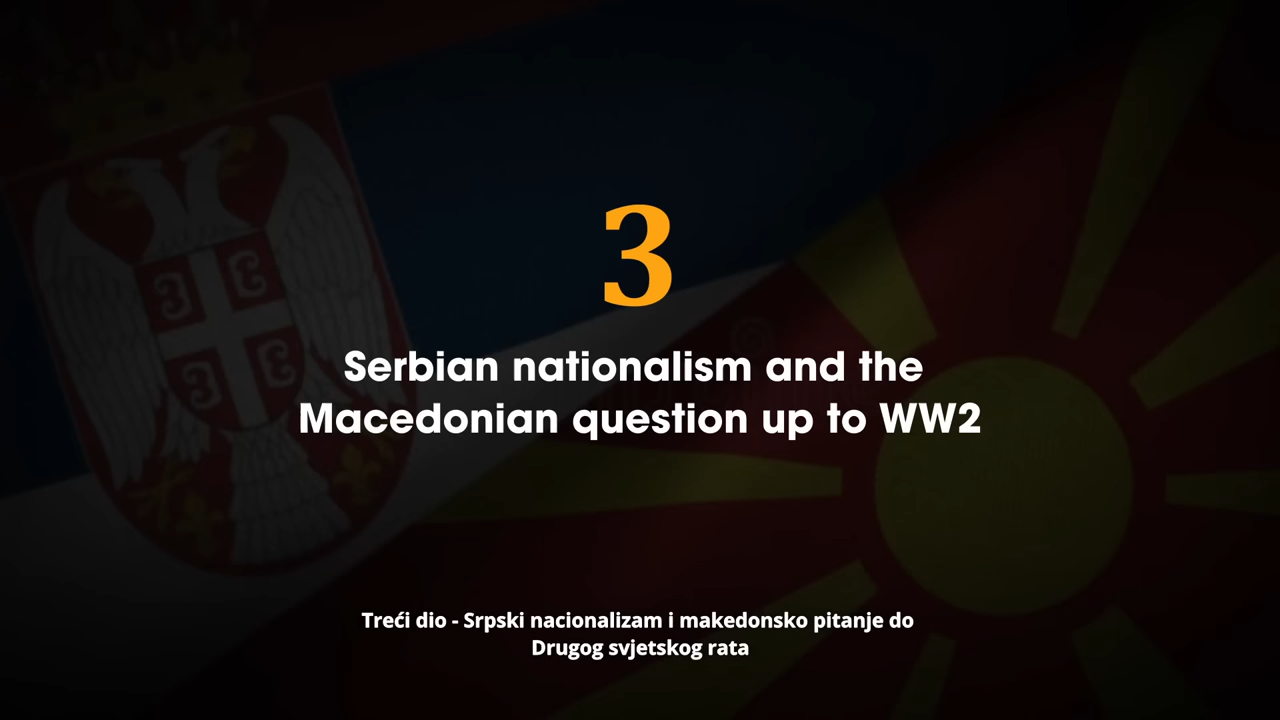 3
Serbian nationalism and the
Macedonian question up to WW2
Treći dio - Srpski nacionalizam i makedonsko pitanje do
Drugog svjetskog rata